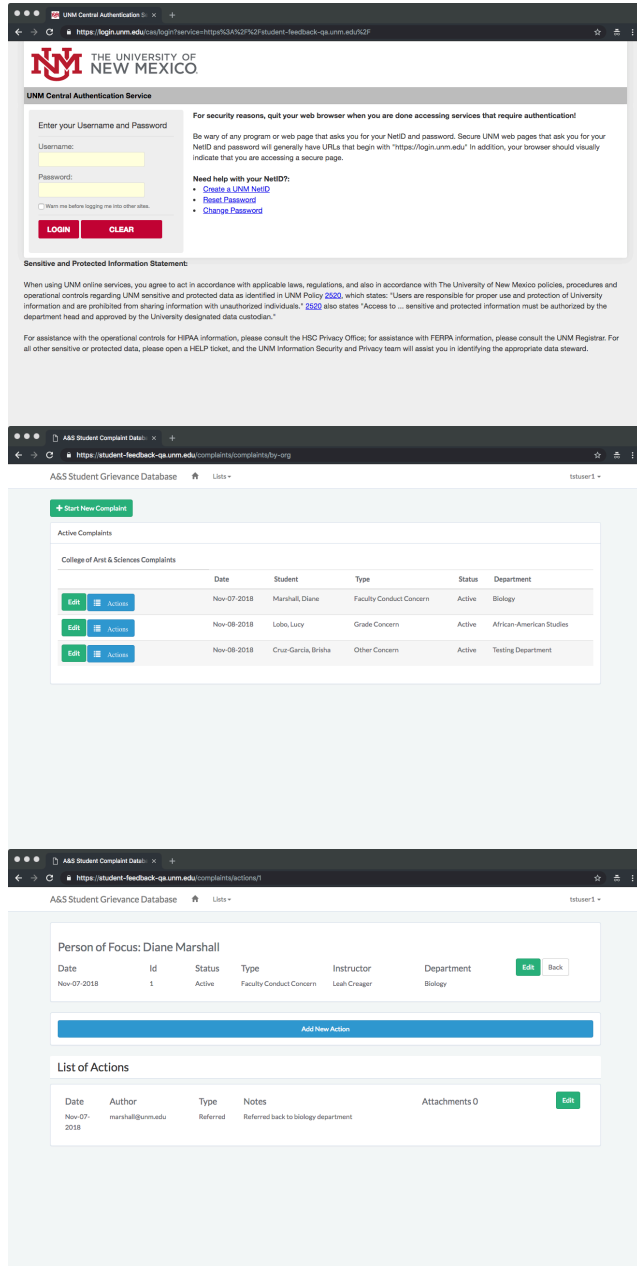 UNM Central Authentication Se
https://login.unm.edu/cas/login?service=https%3A%2F%2Fstudent-feedback-qa.unm.edu%2F
UNM
THE UNIVERSITY OF
NEW MEXICO.
UNM Central Authentication Service
Enter your Username and Password
Username:
Password:
Warn me before logging me into other sites.
LOGIN CLEAR
For security reasons, quit your web browser when you are done accessing services that require authentication!
Be wary of any program or web page that asks you for your NetID and password. Secure UNM web pages that ask you for your
NetID and password will generally have URLs that begin with "https://login.unm.edu" In addition, your browser should visually
indicate that you are accessing a secure page.
Need help with your NetID?:
• Create a UNM NetID
• Reset Password
• Change Password
Sensitive and Protected Information Statement:
When using UNM online services, you agree to act in accordance with applicable laws, regulations, and also in accordance with The University of New Mexico policies, procedures and
operational controls regarding UNM sensitive and protected data as identified in UNM Policy 2520, which states: "Users are responsible for proper use and protection of University
information and are prohibited from sharing information with unauthorized individuals." 2520 also states "Access to ... sensitive and protected information must be authorized by the
department head and approved by the University designated data custodian."
For assistance with the operational controls for HIPAA information, please consult the HSC Privacy Office; for assistance with FERPA information, please consult the UNM Registrar. For
all other sensitive or protected data, please open a HELP ticket, and the UNM Information Security and Privacy team will assist you in identifying the appropriate data steward.
A&S Student Complaint Databa
https://student-feedback-qa.unm.edu/complaints/complaints/by-org
A&S Student Grievance Database Lists tstuser1
+ Start New Complaint
Active Complaints
College of Arst & Sciences Complaints
Date Student Type Status Department
Edit Actions Nov-07-2018 Marshall, Diane Faculty Conduct Concern Active Biology
Edit Actions Nov-08-2018 Lobo, Lucy Grade Concern Active African-American Studies
Edit Actions Nov-08-2018 Cruz-Garcia, Brisha Other Concern Active Testing Department
A&S Student Complaint Databa
https://student-feedback-qa.unm.edu/complaints/actions/1
A&S Student Grievance Database Lists tstuser1
Person of Focus: Diane Marshall
Date Id Status Type Instructor Department Edit Back
Nov-07-2018 1 Active Faculty Conduct Concern Leah Creager Biology
Add New Action
List of Actions
Date Author Type Notes Attachments 0 Edit
Nov-07- marshall@unm.edu Referred Referred back to biology department
2018